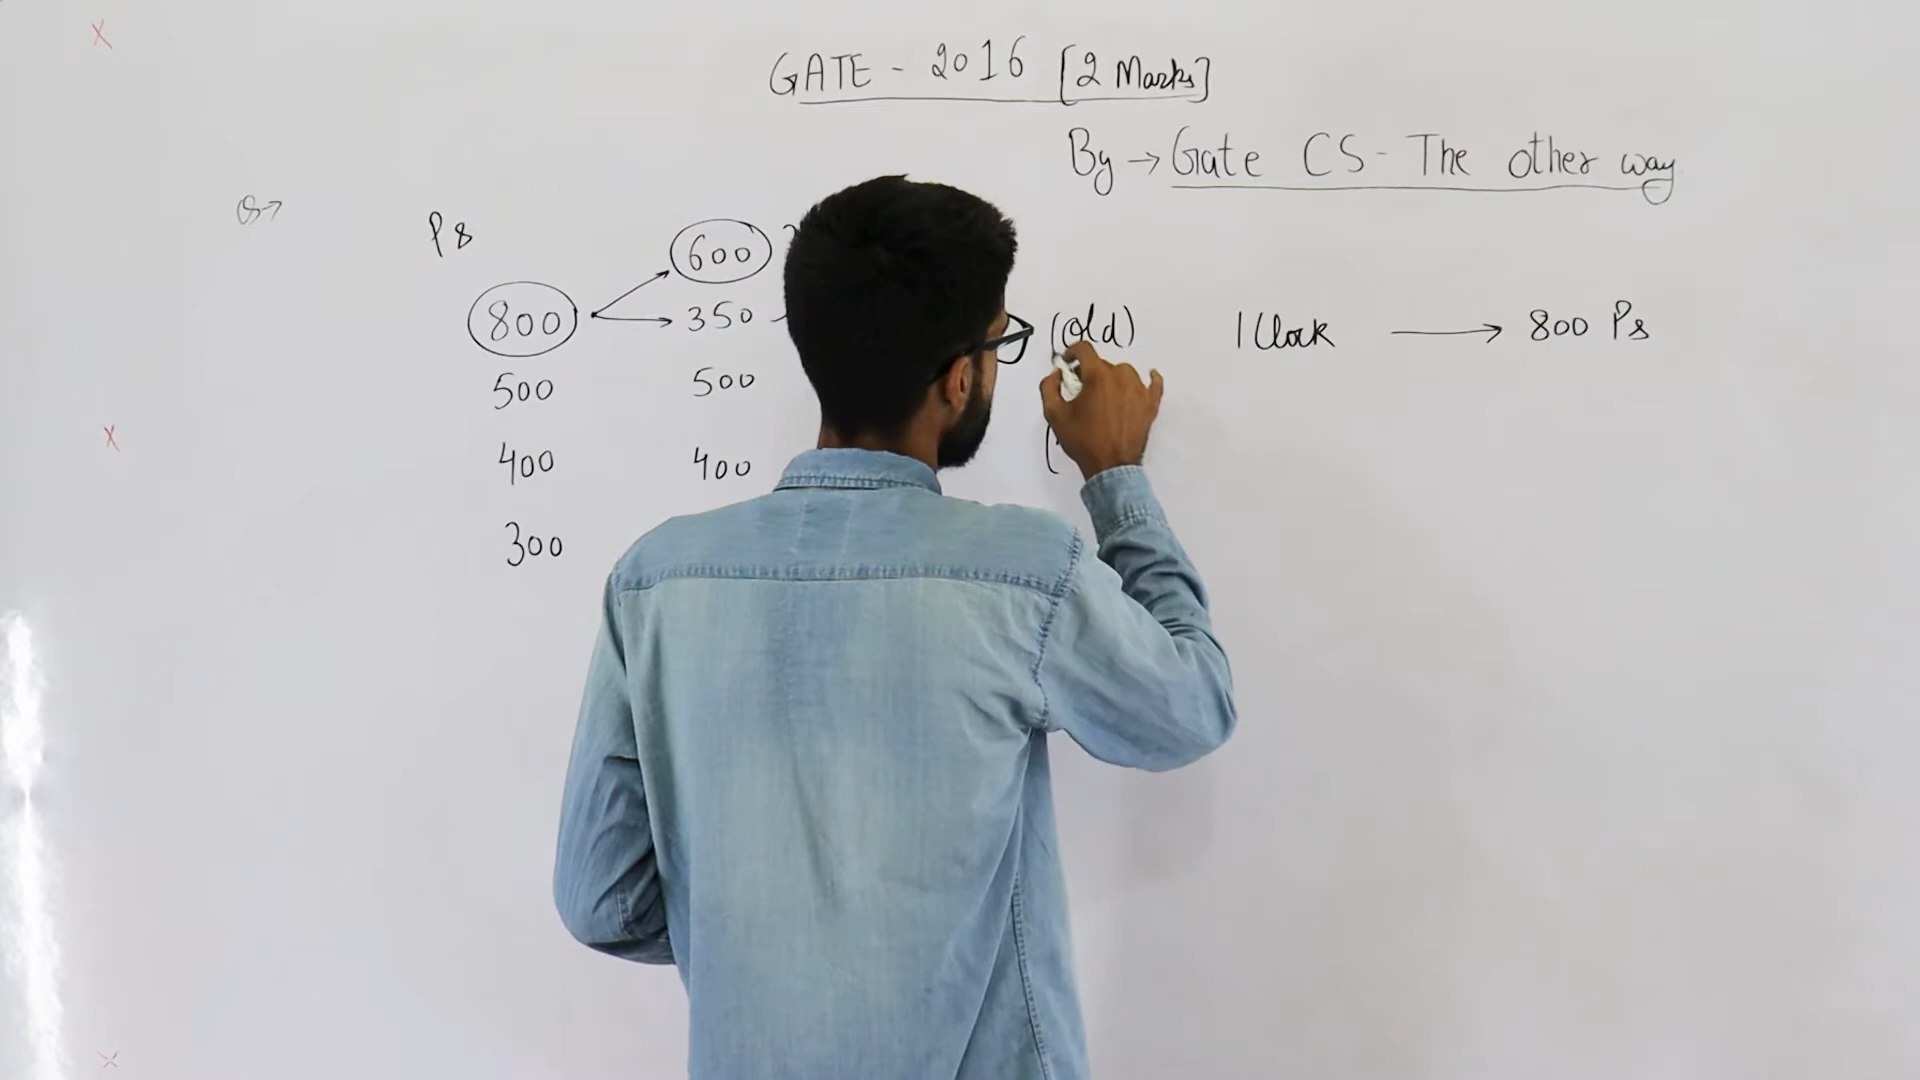 GATE - 2016 [2 Marks]
By → Gate CS - The other way
Q→
Ps
600
800
350
(Old) 1 Clock → 800 Ps
500 500
400 400
300